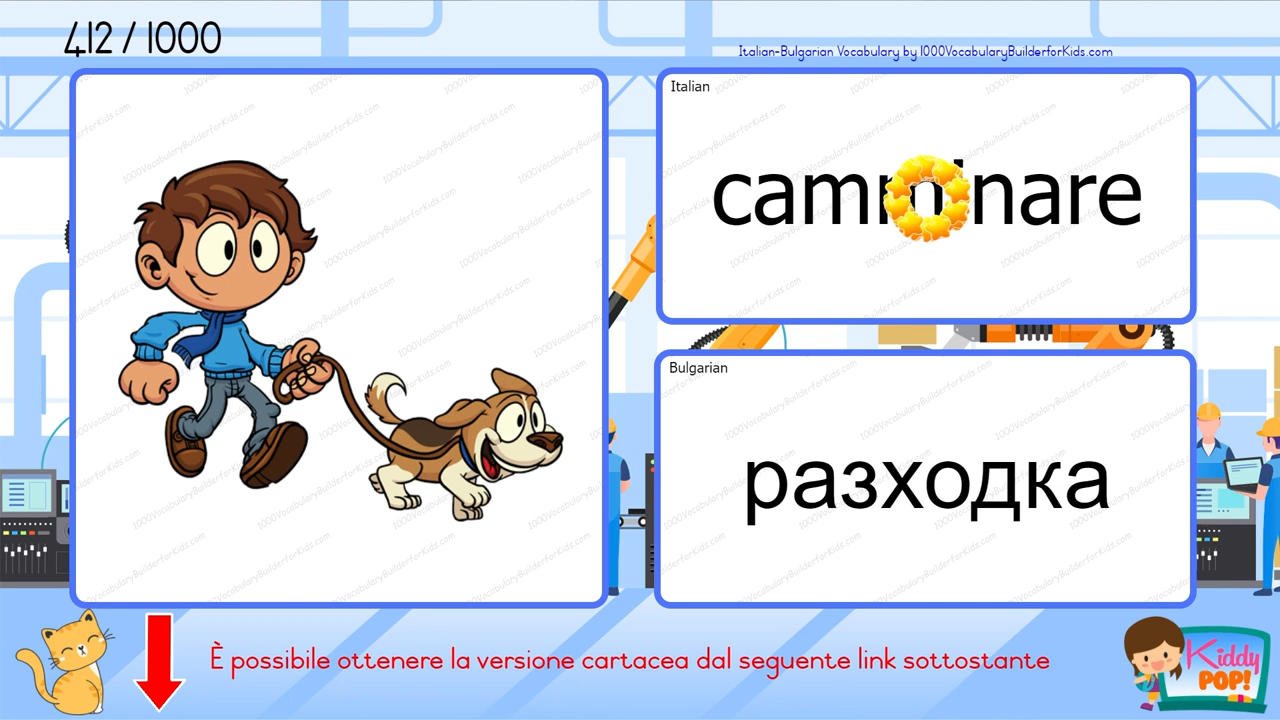 412 / 1000
Italian-Bulgarian Vocabulary by 1000VocabularyBuilderforKids.com
Italian
camminare
Bulgarian
разходка
È possibile ottenere la versione cartacea dal seguente link sottostante
Kiddy
POP!